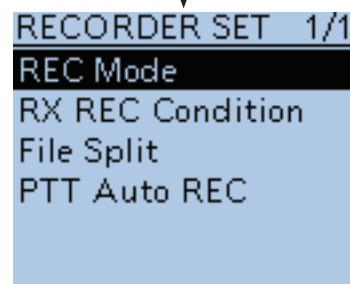 RECORDER SET 1/1
REC Mode
RX REC Condition
File Split
PTT Auto REC